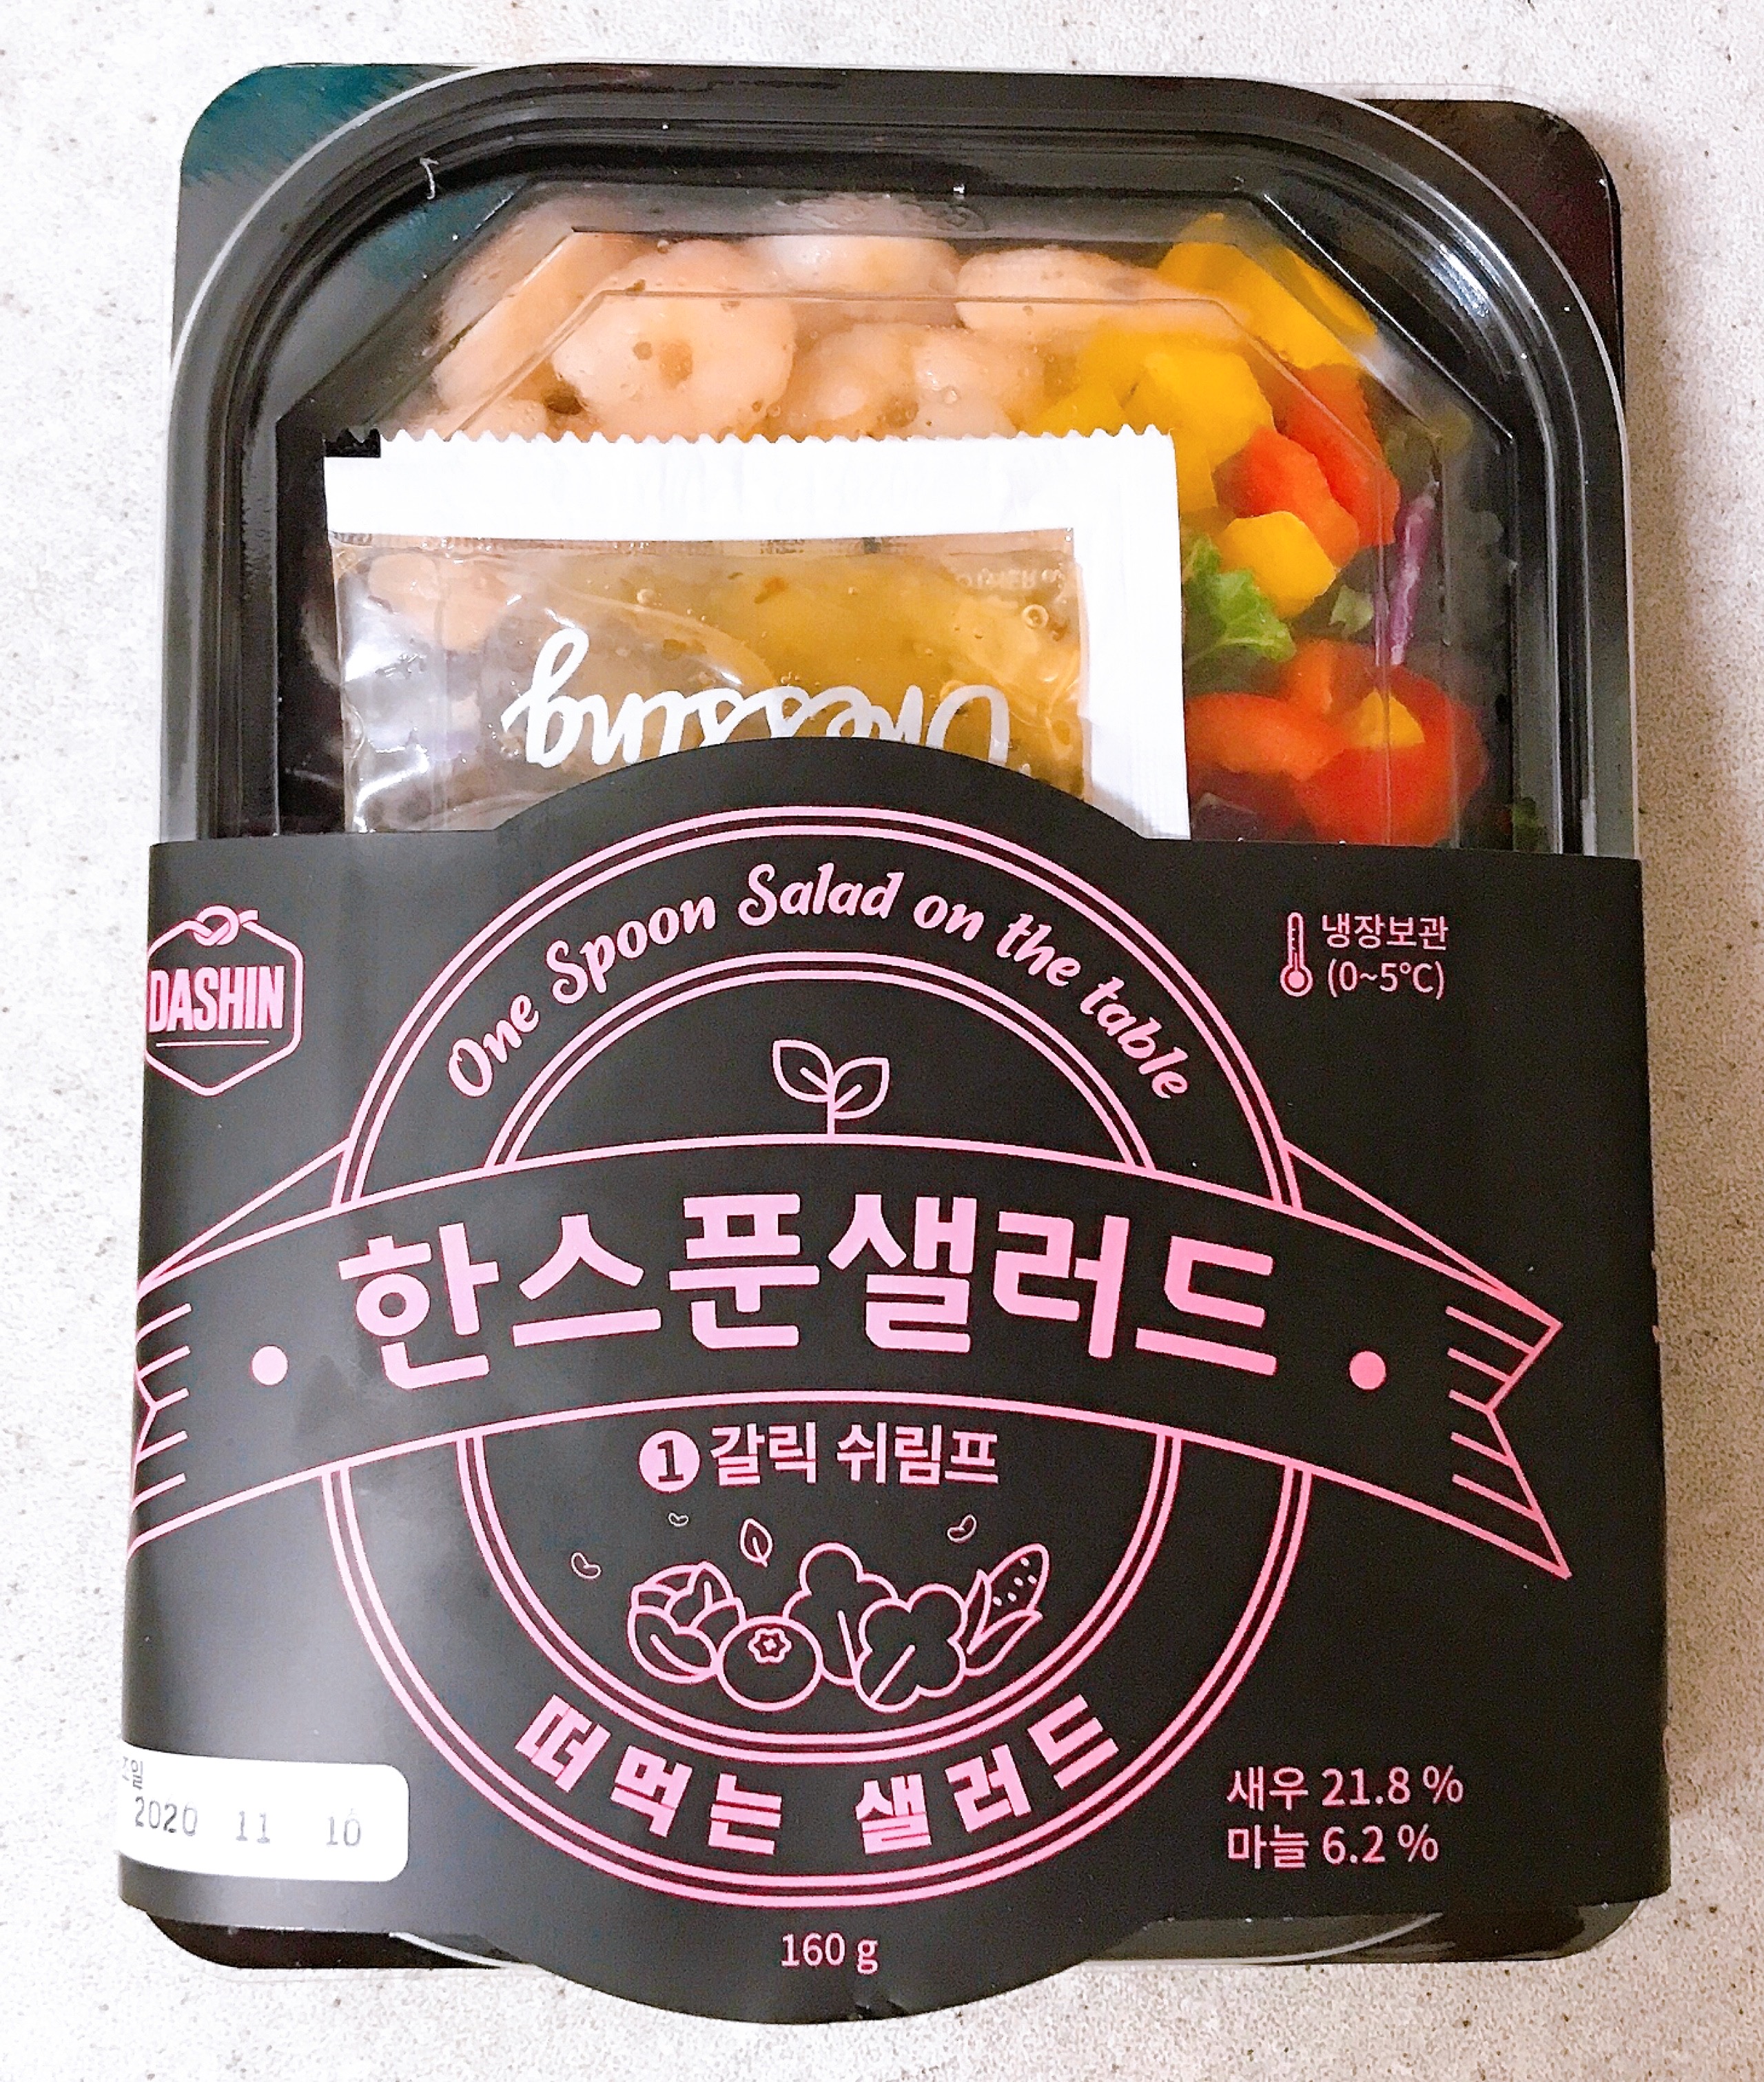 Dressing
One Spoon Salad on the table
DASHIN
냉장보관
(0~5℃)
한스푼샐러드
1 갈릭 쉬림프
떠먹는 샐러드
조일
2020 11 10
새우 21.8 %
마늘 6.2 %
160 g